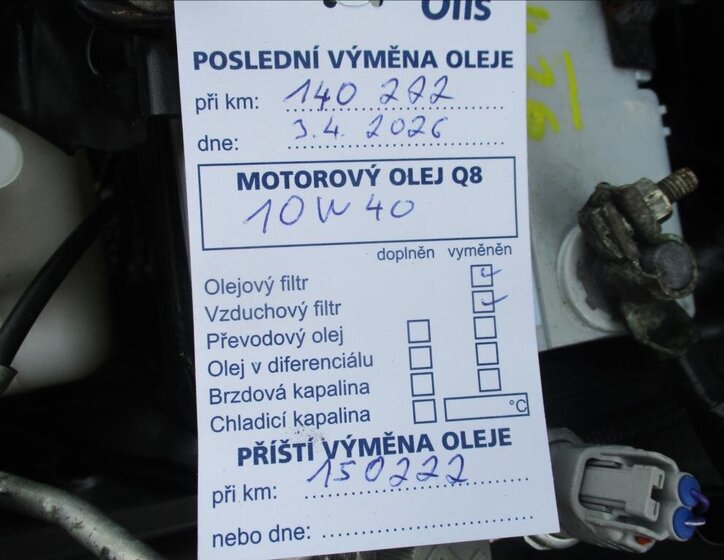 Olis
POSLEDNÍ VÝMĚNA OLEJE
při km: 140 222
dne: 3.4. 2026
MOTOROVÝ OLEJ Q8
10W40
doplněn vyměněn
Olejový filtr
Vzduchový filtr
Převodový olej
Olej v diferenciálu
Brzdová kapalina
Chladicí kapalina °C
PŘÍŠTÍ VÝMĚNA OLEJE
při km: 150222
nebo dne: